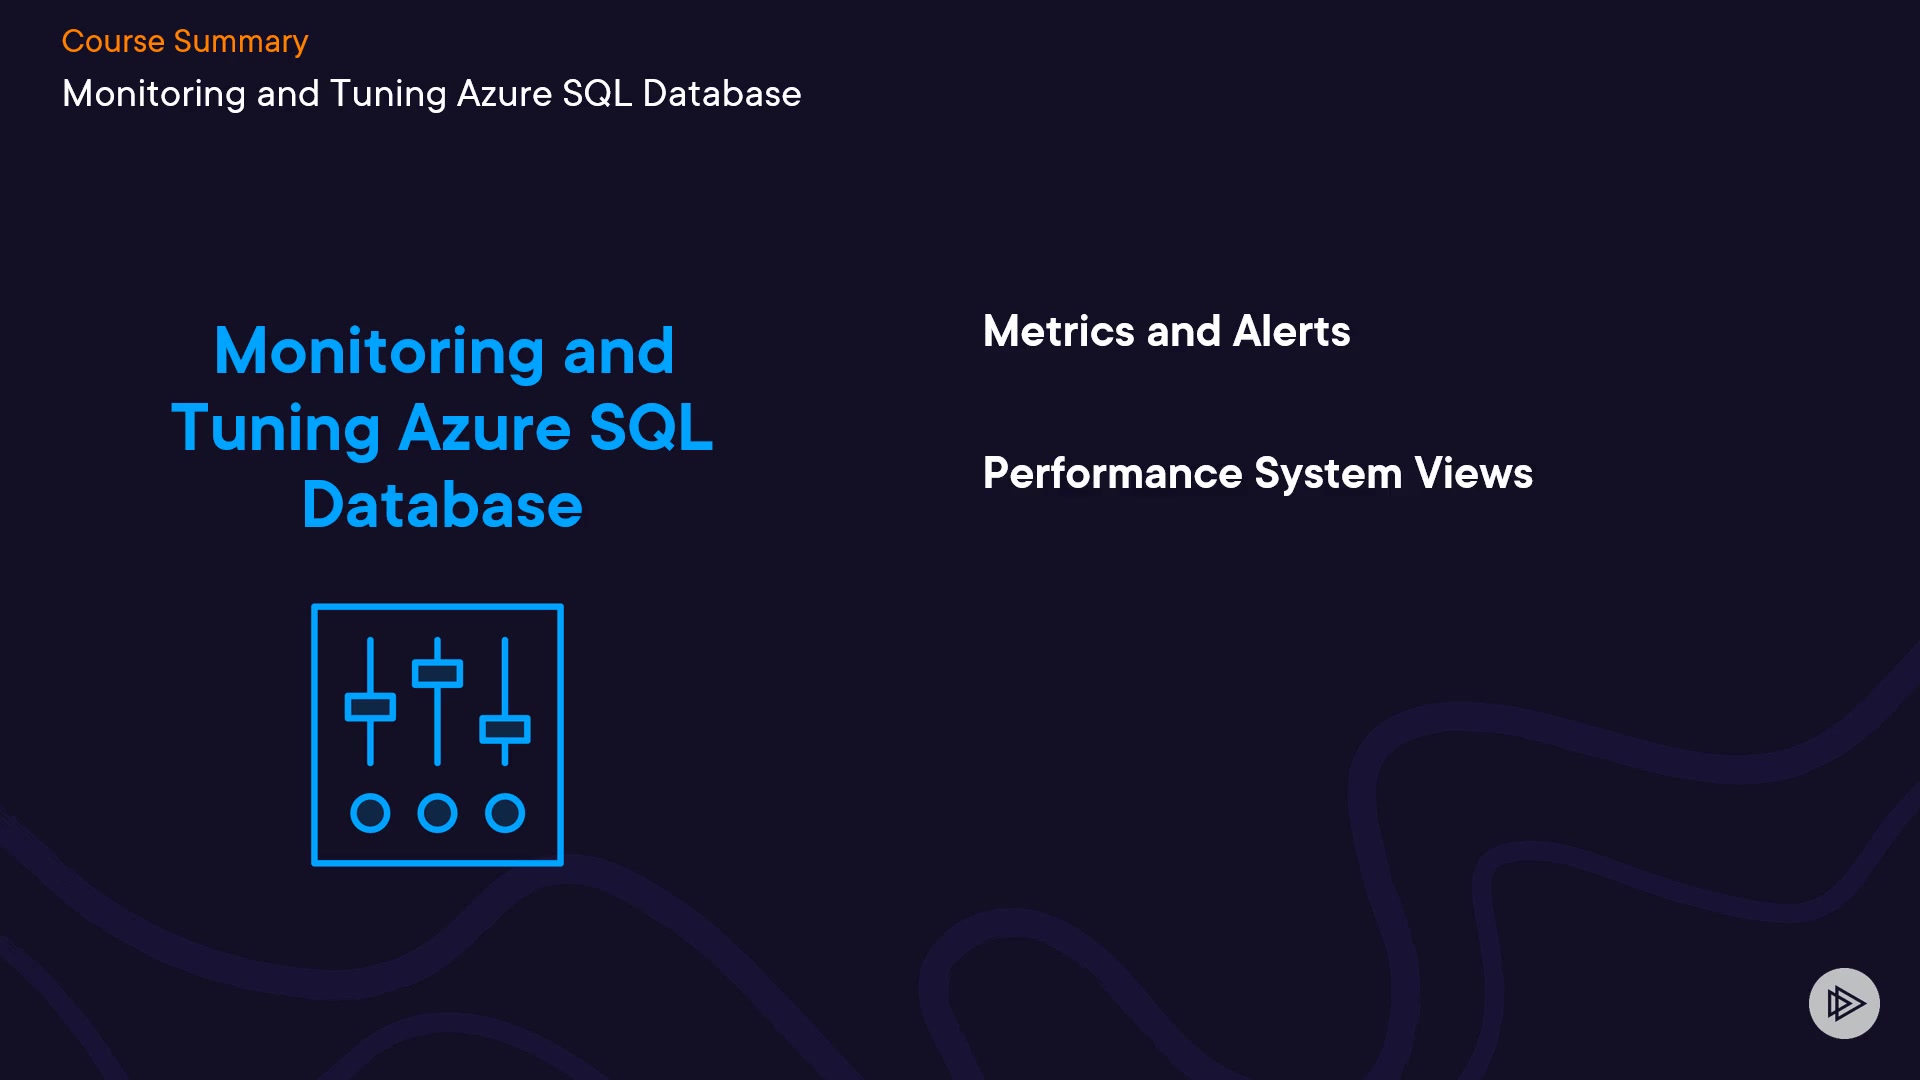 Course Summary
Monitoring and Tuning Azure SQL Database
Monitoring and
Tuning Azure SQL
Database
Metrics and Alerts
Performance System Views